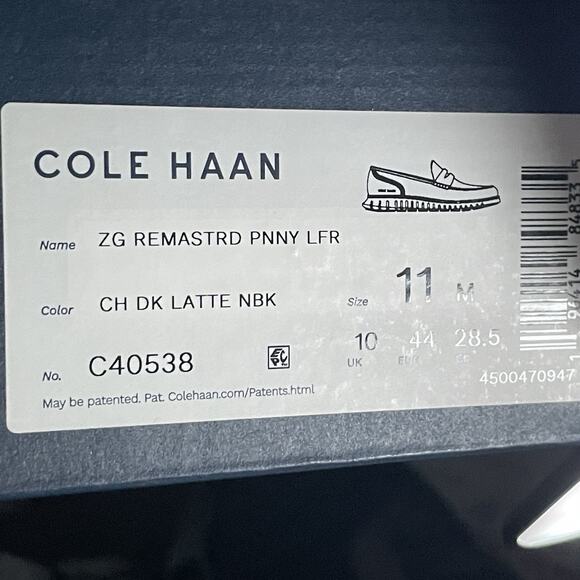 COLE HAAN
Name ZG REMASTRD PNNY LFR
Color CH DK LATTE NBK
Size 11 M
10 44 28.5
UK EUR
No. C40538
4500470947
May be patented. Pat. Colehaan.com/Patents.html